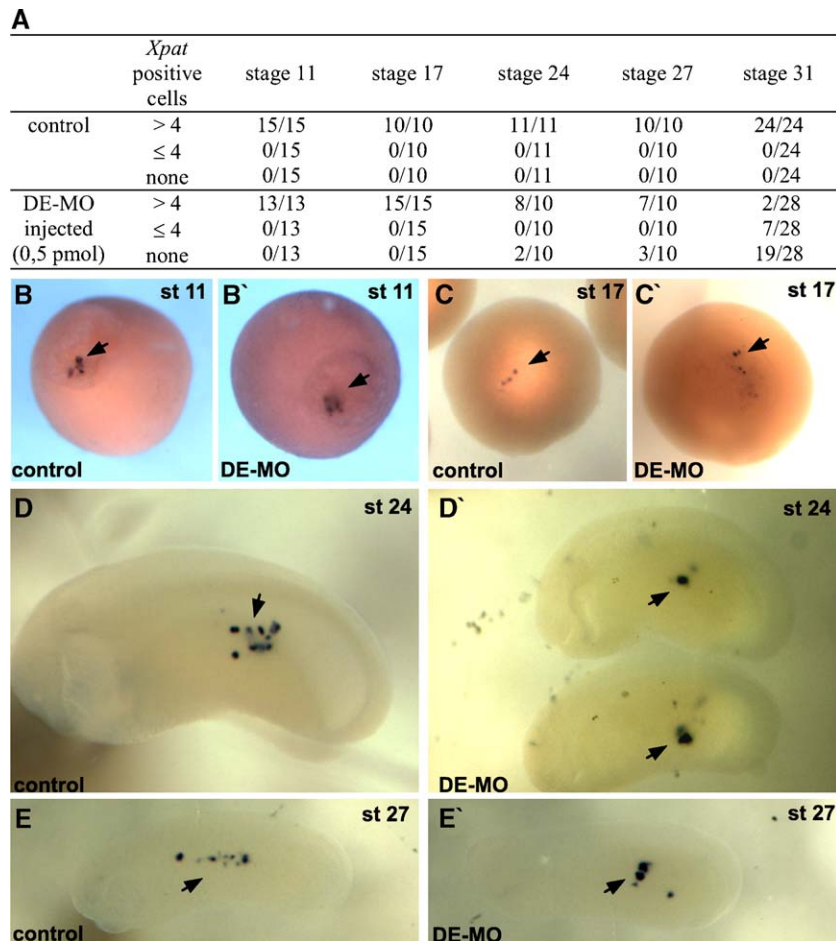 A
Xpat positive cells stage 11 stage 17 stage 24 stage 27 stage 31
control > 4 15/15 10/10 11/11 10/10 24/24
≤ 4 0/15 0/10 0/11 0/10 0/24
none 0/15 0/10 0/11 0/10 0/24
DE-MO > 4 13/13 15/15 8/10 7/10 2/28
injected ≤ 4 0/13 0/15 0/10 0/10 7/28
(0,5 pmol) none 0/13 0/15 2/10 3/10 19/28
B st 11
control
B` st 11
DE-MO
C st 17
control
C` st 17
DE-MO
D st 24
control
D` st 24
DE-MO
E st 27
control
E` st 27
DE-MO